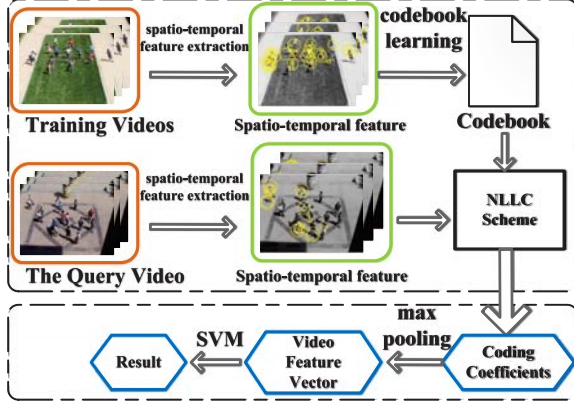 spatio-temporal
feature extraction
codebook
learning
Training Videos
Spatio-temporal feature
Codebook
spatio-temporal
feature extraction
NLLC
Scheme
The Query Video
Spatio-temporal feature
max
pooling
SVM
Result
Video
Feature
Vector
Coding
Coefficients